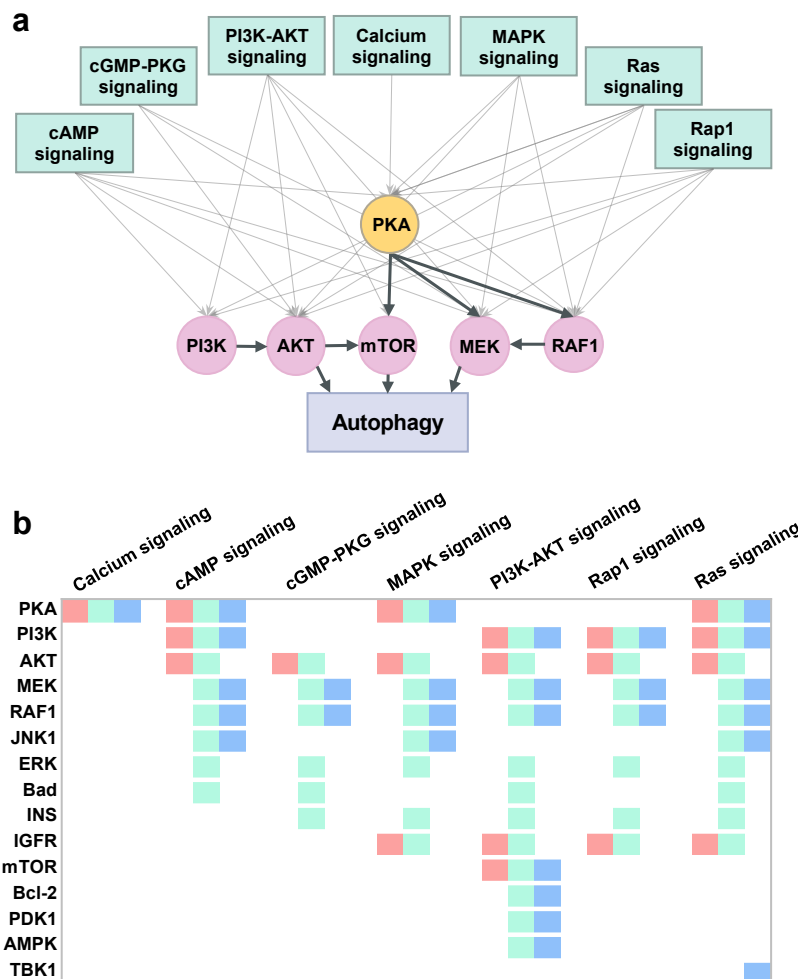 a
PI3K-AKT
signaling
Calcium
signaling
MAPK
signaling
cGMP-PKG
signaling
Ras
signaling
cAMP
signaling
Rap1
signaling
PKA
PI3K
AKT
mTOR
MEK
RAF1
Autophagy
b
Calcium signaling
cAMP signaling
cGMP-PKG signaling
MAPK signaling
PI3K-AKT signaling
Rap1 signaling
Ras signaling
PKA
PI3K
AKT
MEK
RAF1
JNK1
ERK
Bad
INS
IGFR
mTOR
Bcl-2
PDK1
AMPK
TBK1